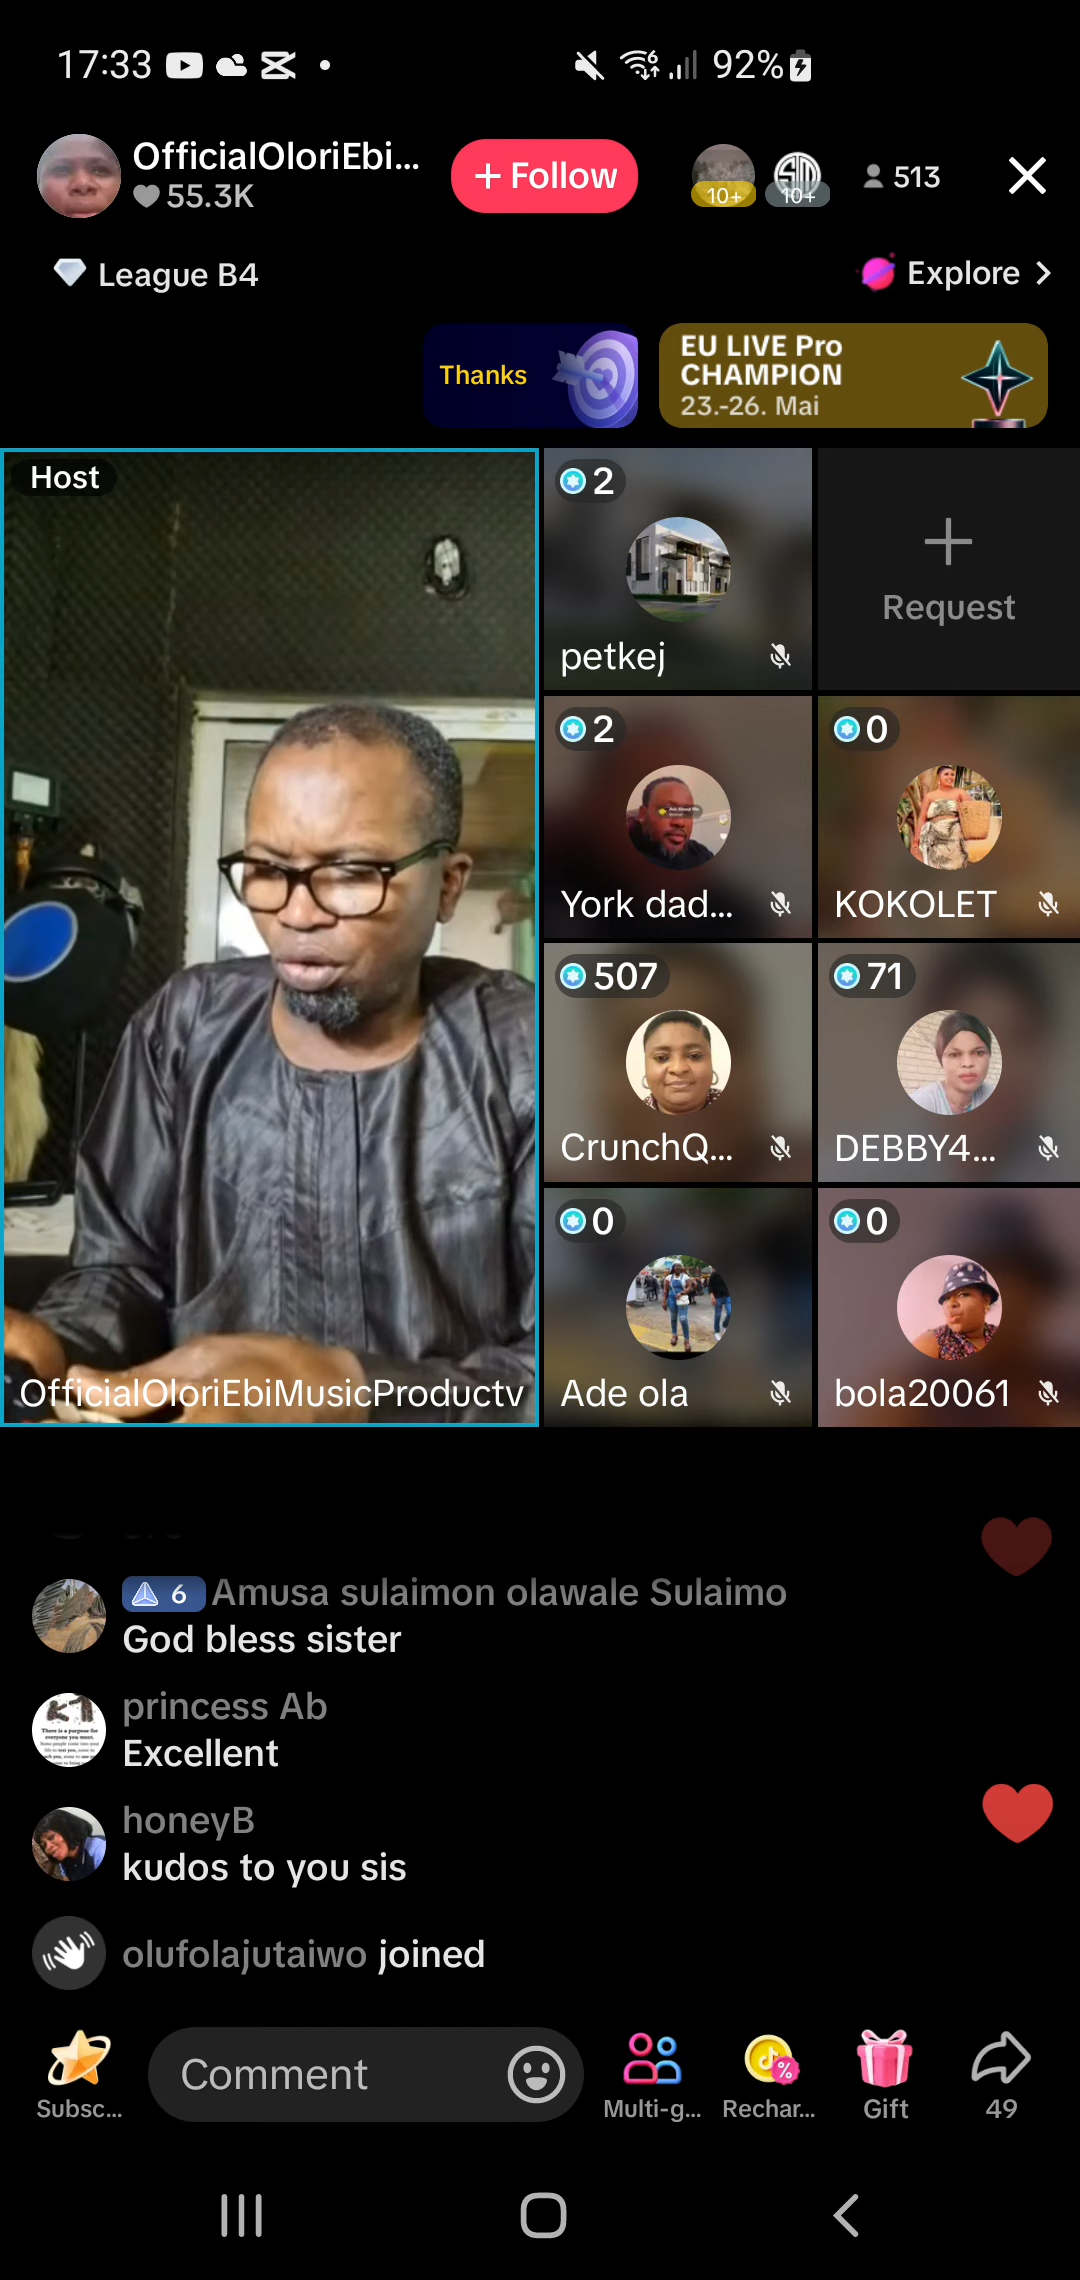 17:33
92%
OfficialOloriEbi...
55.3K
+ Follow
10+
10+
513
League B4
Explore
Thanks
EU LIVE Pro
CHAMPION
23.-26. Mai
Host
2
petkej
Request
2
York dad...
0
KOKOLET
507
CrunchQ...
71
DEBBY4...
0
Ade ola
0
bola20061
OfficialOloriEbiMusicProductv
6 Amusa sulaimon olawale Sulaimo
God bless sister
princess Ab
Excellent
honeyB
kudos to you sis
olufolajutaiwo joined
Comment
Subsc...
Multi-g...
Rechar...
Gift
49